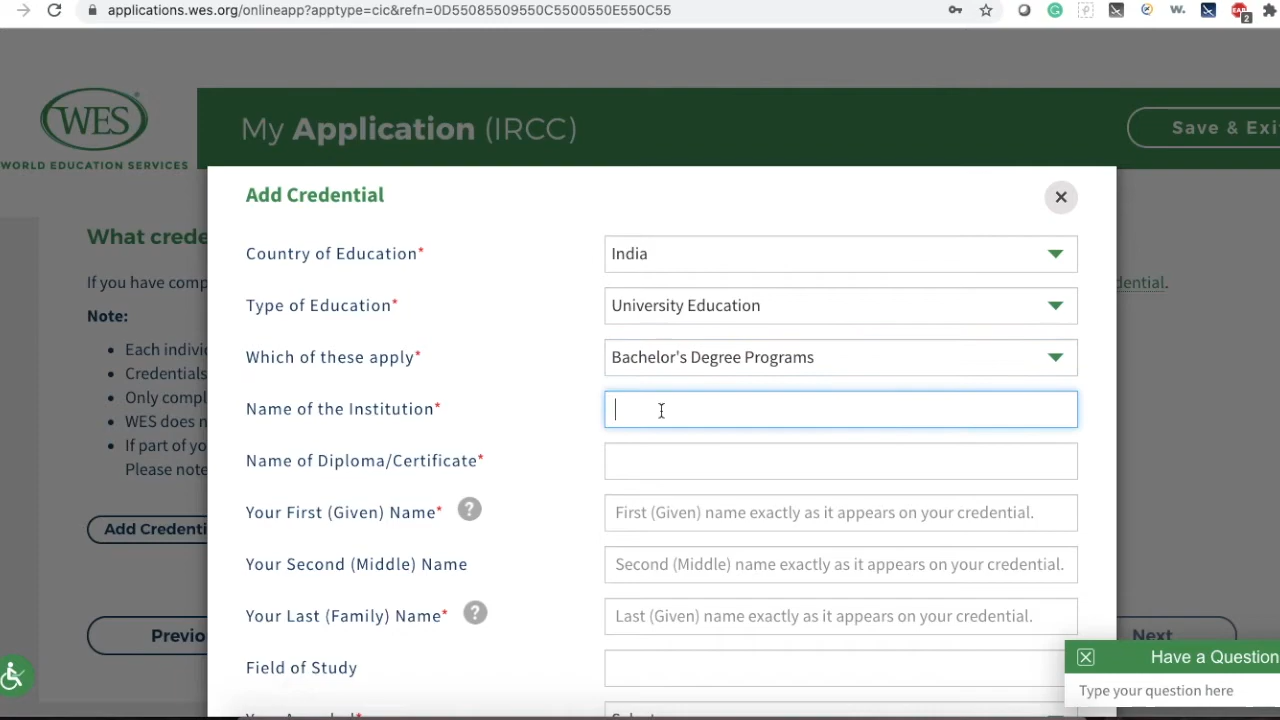 applications.wes.org/onlineapp?apptype=cic&refn=0D55085509550C5500550E550C55
w.
2
WES
WORLD EDUCATION SERVICES
My Application (IRCC)
Save & Exi
Add Credential
What crede
If you have comp
dential.
Note:
Each individ
Credentials
Only compl
WES does n
If part of yo
Please note
Add Credenti
Previo
Next
Country of Education*
India
Type of Education*
University Education
Which of these apply*
Bachelor's Degree Programs
Name of the Institution*
Name of Diploma/Certificate*
Your First (Given) Name* ?
First (Given) name exactly as it appears on your credential.
Your Second (Middle) Name
Second (Middle) name exactly as it appears on your credential.
Your Last (Family) Name* ?
Last (Given) name exactly as it appears on your credential.
Field of Study
Have a Question
Type your question here